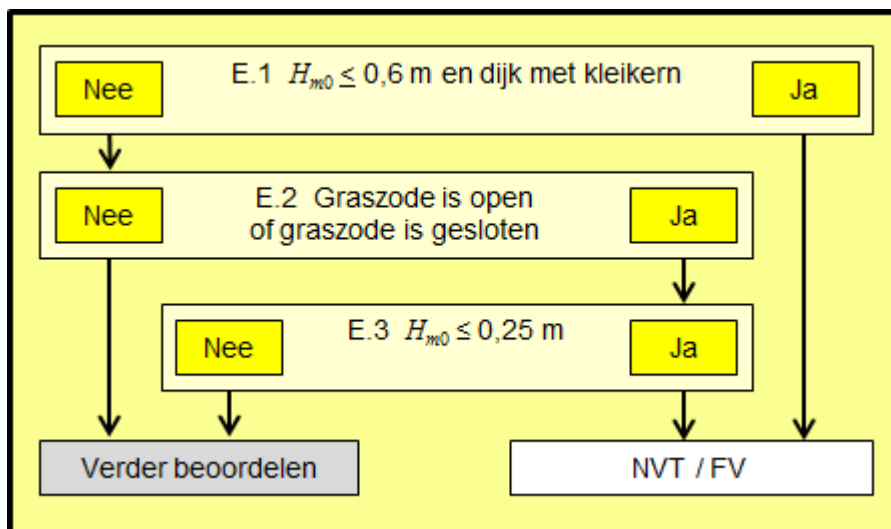 Nee
E.1 Hm0 ≤ 0,6 m en dijk met kleikern
Ja
Nee
E.2 Graszode is open
of graszode is gesloten
Ja
Nee
E.3 Hm0 ≤ 0,25 m
Ja
Verder beoordelen
NVT / FV